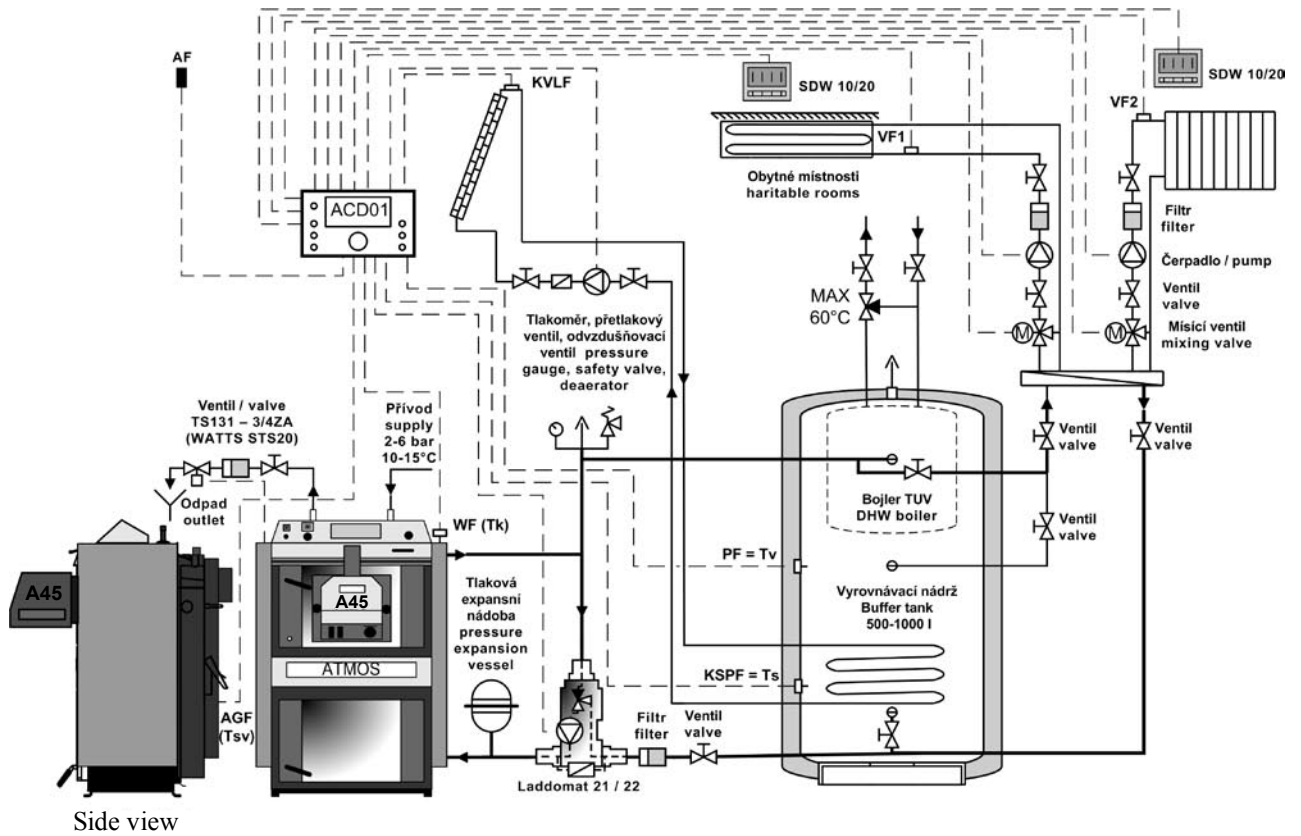 AF
KVLF
SDW 10/20
SDW 10/20
VF2
VF1
Obytné místnosti
haritable rooms
ACD01
Filtr
filter
Čerpadlo / pump
MAX
60°C
Ventil
valve
Tlakoměr, přetlakový
ventil, odvzdušňovací
ventil pressure
gauge, safety valve,
deaerator
M
M
Mísící ventil
mixing valve
Ventil / valve
TS131 – 3/4ZA
(WATTS STS20)
Přívod
supply
2-6 bar
10-15°C
Ventil
valve
Ventil
valve
Odpad
outlet
Bojler TUV
DHW boiler
WF (Tk)
Ventil
valve
PF = Tv
A45
A45
Tlaková
expansní
nádoba
pressure
expansion
vessel
Vyrovnávací nádrž
Buffer tank
500-1000 l
ATMOS
KSPF = Ts
AGF
(Tsv)
Filtr
filter
Ventil
valve
Laddomat 21 / 22
Side view